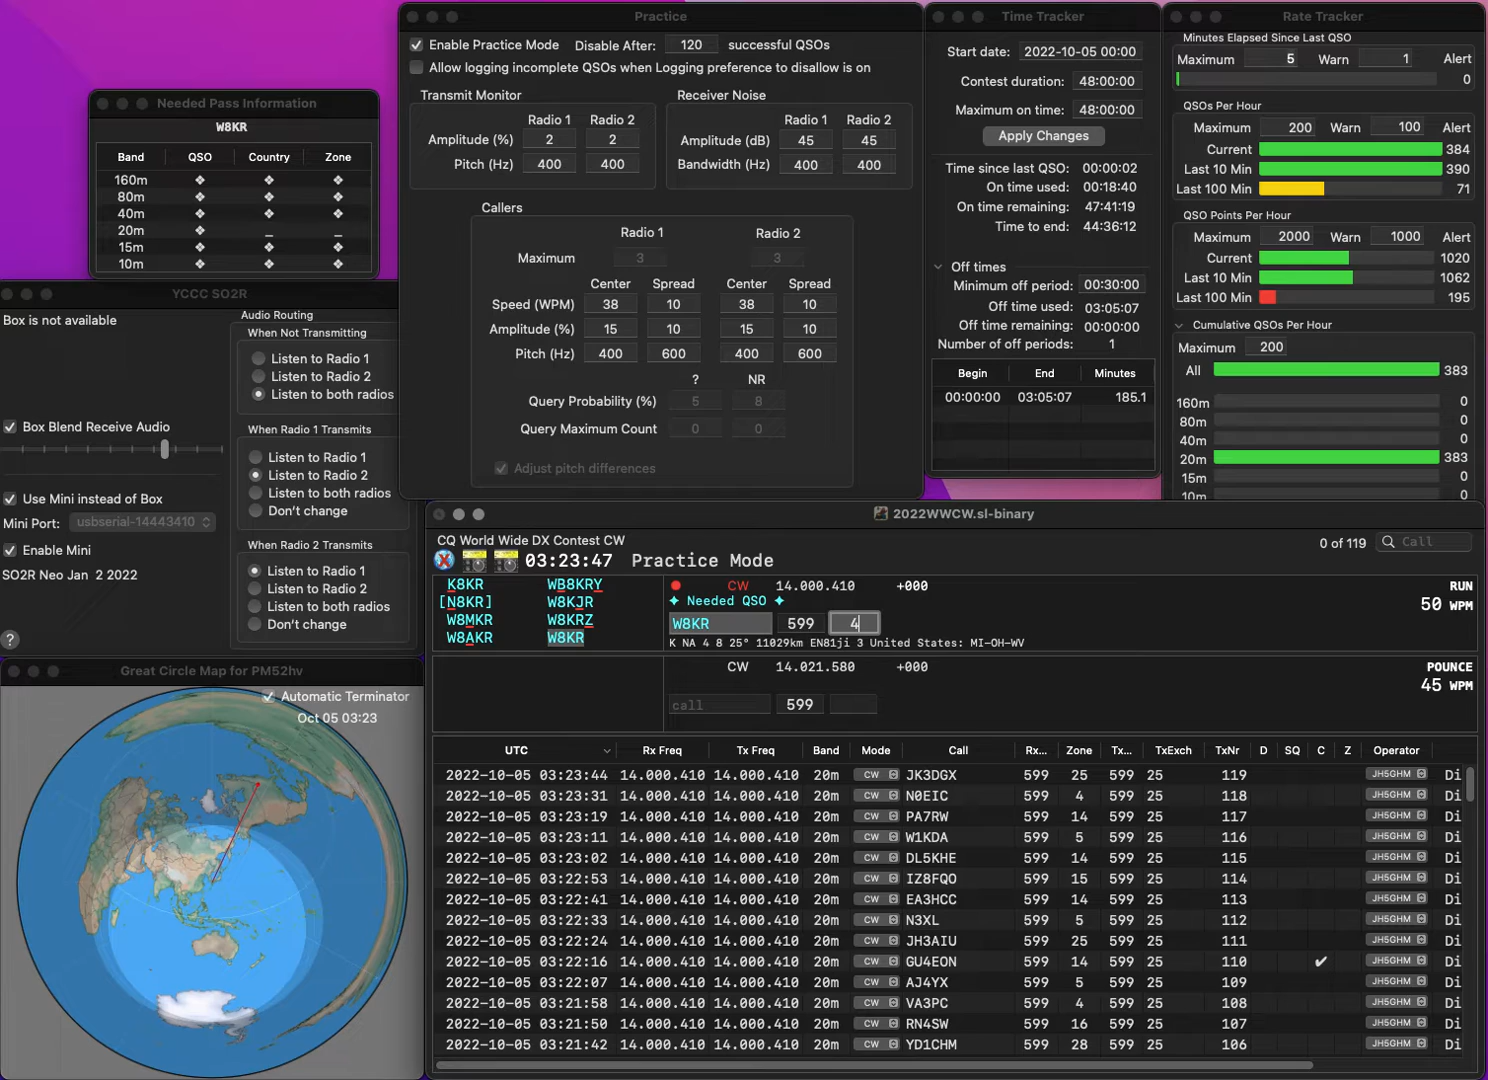 Needed Pass Information
W8KR
Band QSO Country Zone
160m ❖ ❖ ❖
80m ❖ ❖ ❖
40m ❖ ❖ ❖
20m ❖ – –
15m ❖ ❖ ❖
10m ❖ ❖ ❖
YCCC SO2R
Box is not available
Box Blend Receive Audio
Use Mini instead of Box
Mini Port: usbserial-14443410
Enable Mini
SO2R Neo Jan 2 2022
?
Audio Routing
When Not Transmitting
Listen to Radio 1
Listen to Radio 2
Listen to both radios
When Radio 1 Transmits
Listen to Radio 1
Listen to Radio 2
Listen to both radios
Don't change
When Radio 2 Transmits
Listen to Radio 1
Listen to Radio 2
Listen to both radios
Don't change
Great Circle Map for PM52hv
Automatic Terminator
Oct 05 03:23
Practice
Enable Practice Mode Disable After: 120 successful QSOs
Allow logging incomplete QSOs when Logging preference to disallow is on
Transmit Monitor
Radio 1 Radio 2
Amplitude (%) 2 2
Pitch (Hz) 400 400
Receiver Noise
Radio 1 Radio 2
Amplitude (dB) 45 45
Bandwidth (Hz) 400 400
Callers
Radio 1 Radio 2
Maximum 3 3
Center Spread Center Spread
Speed (WPM) 38 10 38 10
Amplitude (%) 15 10 15 10
Pitch (Hz) 400 600 400 600
? NR
Query Probability (%) 5 8
Query Maximum Count 0 0
Adjust pitch differences
Time Tracker
Start date: 2022-10-05 00:00
Contest duration: 48:00:00
Maximum on time: 48:00:00
Apply Changes
Time since last QSO: 00:00:02
On time used: 00:18:40
On time remaining: 47:41:19
Time to end: 44:36:12
Off times
Minimum off period: 00:30:00
Off time used: 03:05:07
Off time remaining: 00:00:00
Number of off periods: 1
Begin End Minutes
00:00:00 03:05:07 185.1
Rate Tracker
Minutes Elapsed Since Last QSO
Maximum 5 Warn 1 Alert
0
QSOs Per Hour
Maximum 200 Warn 100 Alert
Current 384
Last 10 Min 390
Last 100 Min 71
QSO Points Per Hour
Maximum 2000 Warn 1000 Alert
Current 1020
Last 10 Min 1062
Last 100 Min 195
Cumulative QSOs Per Hour
Maximum 200
All 383
160m 0
80m 0
40m 0
20m 383
15m 0
10m 0
2022WWCW.sl-binary
CQ World Wide DX Contest CW
03:23:47 Practice Mode
0 of 119 Call
K8KR WB8KRY
[N8KR] W8KJR
W8MKR W8KRZ
W8AKR W8KR
CW 14.000.410 +000 RUN
✦ Needed QSO ✦ 50 WPM
W8KR 599 4
K NA 4 8 25° 11029km EN81ji 3 United States: MI-OH-WV
CW 14.021.580 +000 POUNCE
45 WPM
call 599
UTC Rx Freq Tx Freq Band Mode Call Rx... Zone Tx... TxExch TxNr D SQ C Z Operator
2022-10-05 03:23:44 14.000.410 14.000.410 20m CW JK3DGX 599 25 599 25 119 JH5GHM Di
2022-10-05 03:23:31 14.000.410 14.000.410 20m CW N0EIC 599 4 599 25 118 JH5GHM Di
2022-10-05 03:23:19 14.000.410 14.000.410 20m CW PA7RW 599 14 599 25 117 JH5GHM Di
2022-10-05 03:23:11 14.000.410 14.000.410 20m CW W1KDA 599 5 599 25 116 JH5GHM Di
2022-10-05 03:23:02 14.000.410 14.000.410 20m CW DL5KHE 599 14 599 25 115 JH5GHM Di
2022-10-05 03:22:53 14.000.410 14.000.410 20m CW IZ8FQO 599 15 599 25 114 JH5GHM Di
2022-10-05 03:22:41 14.000.410 14.000.410 20m CW EA3HCC 599 14 599 25 113 JH5GHM Di
2022-10-05 03:22:33 14.000.410 14.000.410 20m CW N3XL 599 5 599 25 112 JH5GHM Di
2022-10-05 03:22:24 14.000.410 14.000.410 20m CW JH3AIU 599 25 599 25 111 JH5GHM Di
2022-10-05 03:22:16 14.000.410 14.000.410 20m CW GU4EON 599 14 599 25 110 ✔ JH5GHM Di
2022-10-05 03:22:07 14.000.410 14.000.410 20m CW AJ4YX 599 5 599 25 109 JH5GHM Di
2022-10-05 03:21:58 14.000.410 14.000.410 20m CW VA3PC 599 4 599 25 108 JH5GHM Di
2022-10-05 03:21:50 14.000.410 14.000.410 20m CW RN4SW 599 16 599 25 107 JH5GHM Di
2022-10-05 03:21:42 14.000.410 14.000.410 20m CW YD1CHM 599 28 599 25 106 JH5GHM Di